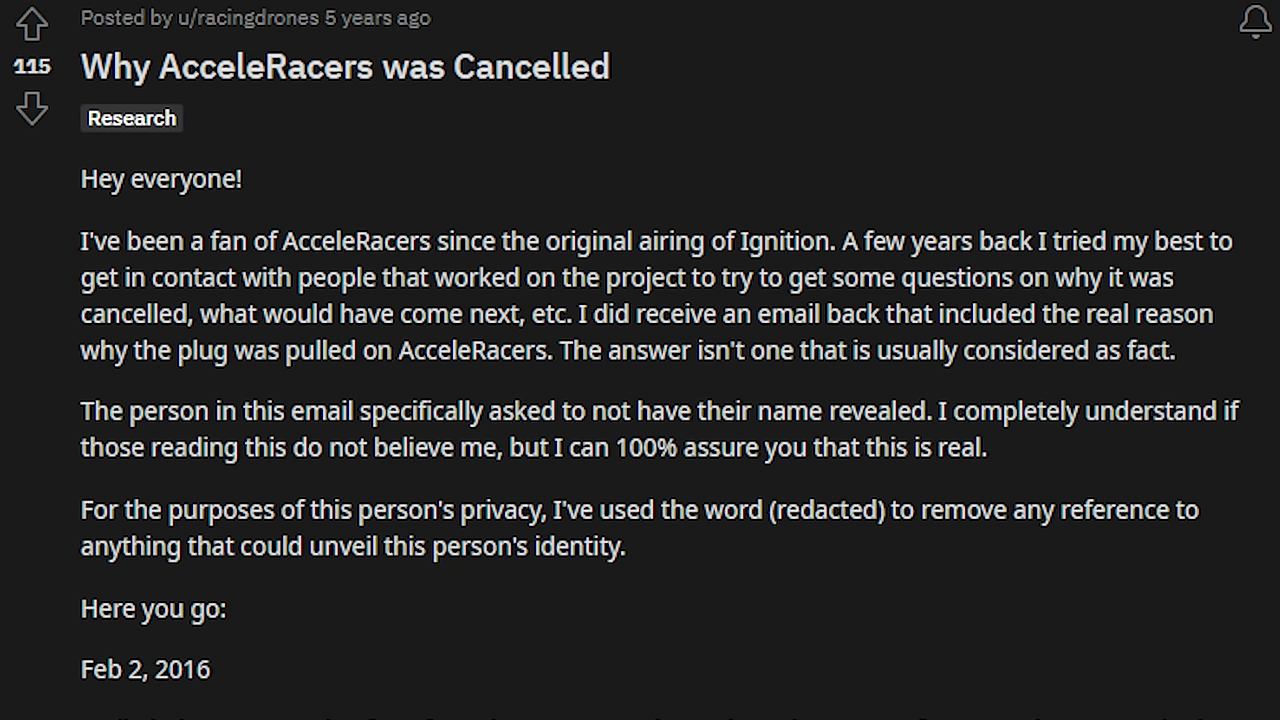 Posted by u/racingdrones 5 years ago
115
Why AcceleRacers was Cancelled
Research
Hey everyone!
I've been a fan of AcceleRacers since the original airing of Ignition. A few years back I tried my best to
get in contact with people that worked on the project to try to get some questions on why it was
cancelled, what would have come next, etc. I did receive an email back that included the real reason
why the plug was pulled on AcceleRacers. The answer isn't one that is usually considered as fact.
The person in this email specifically asked to not have their name revealed. I completely understand if
those reading this do not believe me, but I can 100% assure you that this is real.
For the purposes of this person's privacy, I've used the word (redacted) to remove any reference to
anything that could unveil this person's identity.
Here you go:
Feb 2, 2016